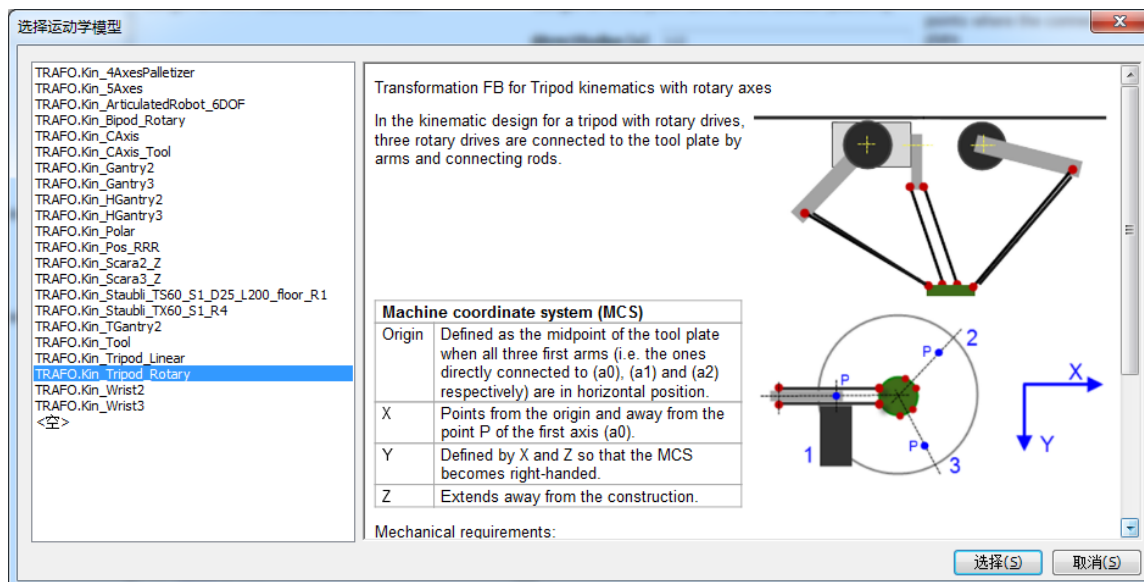 选择运动学模型
TRAFO.Kin_4AxesPalletizer
TRAFO.Kin_5Axes
TRAFO.Kin_ArticulatedRobot_6DOF
TRAFO.Kin_Bipod_Rotary
TRAFO.Kin_CAxis
TRAFO.Kin_CAxis_Tool
TRAFO.Kin_Gantry2
TRAFO.Kin_Gantry3
TRAFO.Kin_HGantry2
TRAFO.Kin_HGantry3
TRAFO.Kin_Polar
TRAFO.Kin_Pos_RRR
TRAFO.Kin_Scara2_Z
TRAFO.Kin_Scara3_Z
TRAFO.Kin_Staubli_TS60_S1_D25_L200_floor_R1
TRAFO.Kin_Staubli_TX60_S1_R4
TRAFO.Kin_TGantry2
TRAFO.Kin_Tool
TRAFO.Kin_Tripod_Linear
TRAFO.Kin_Tripod_Rotary
TRAFO.Kin_Wrist2
TRAFO.Kin_Wrist3
<空>
Transformation FB for Tripod kinematics with rotary axes
In the kinematic design for a tripod with rotary drives,
three rotary drives are connected to the tool plate by
arms and connecting rods.
Machine coordinate system (MCS)
Origin Defined as the midpoint of the tool plate
when all three first arms (i.e. the ones
directly connected to (a0), (a1) and (a2)
respectively) are in horizontal position.
X Points from the origin and away from the
point P of the first axis (a0).
Y Defined by X and Z so that the MCS
becomes right-handed.
Z Extends away from the construction.
Mechanical requirements:
2
P
P
X
P
Y
1
3
选择(S)
取消(S)